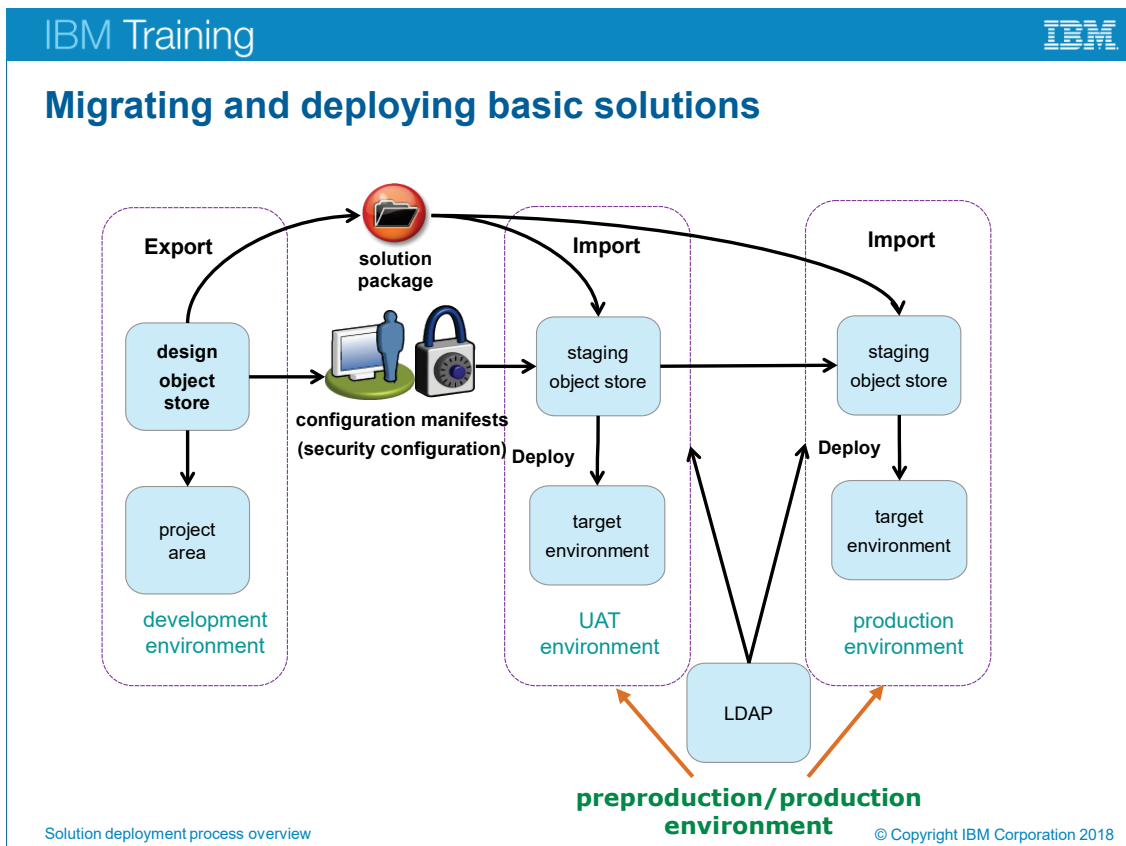 IBM Training
IBM
Migrating and deploying basic solutions
Export
solution
package
Import
Import
design
object
store
staging
object store
staging
object store
configuration manifests
(security configuration)
Deploy
Deploy
project
area
target
environment
target
environment
development
environment
UAT
environment
production
environment
LDAP
preproduction/production
environment
Solution deployment process overview
© Copyright IBM Corporation 2018